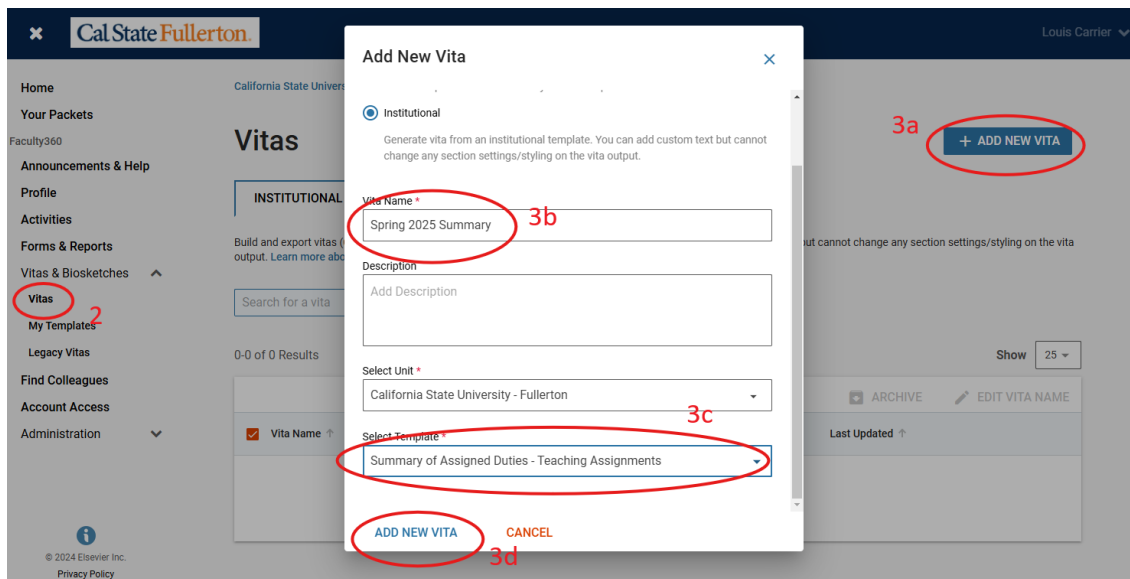 Cal State Fullerton.
Louis Carrier
Home
Your Packets
Faculty360
Announcements & Help
Profile
Activities
Forms & Reports
Vitas & Biosketches
Vitas
2
My Templates
Legacy Vitas
Find Colleagues
Account Access
Administration
© 2024 Elsevier Inc.
Privacy Policy
California State Univers
Vitas
3a
+ ADD NEW VITA
INSTITUTIONAL
Build and export vitas (
ut cannot change any section settings/styling on the vita
output. Learn more abo
Search for a vita
0-0 of 0 Results
Show 25
ARCHIVE EDIT VITA NAME
Vita Name
Last Updated
Add New Vita
Institutional
Generate vita from an institutional template. You can add custom text but cannot
change any section settings/styling on the vita output.
Vita Name *
Spring 2025 Summary
3b
Description
Add Description
Select Unit *
California State University - Fullerton
3c
Select Template *
Summary of Assigned Duties - Teaching Assignments
ADD NEW VITA CANCEL
3d